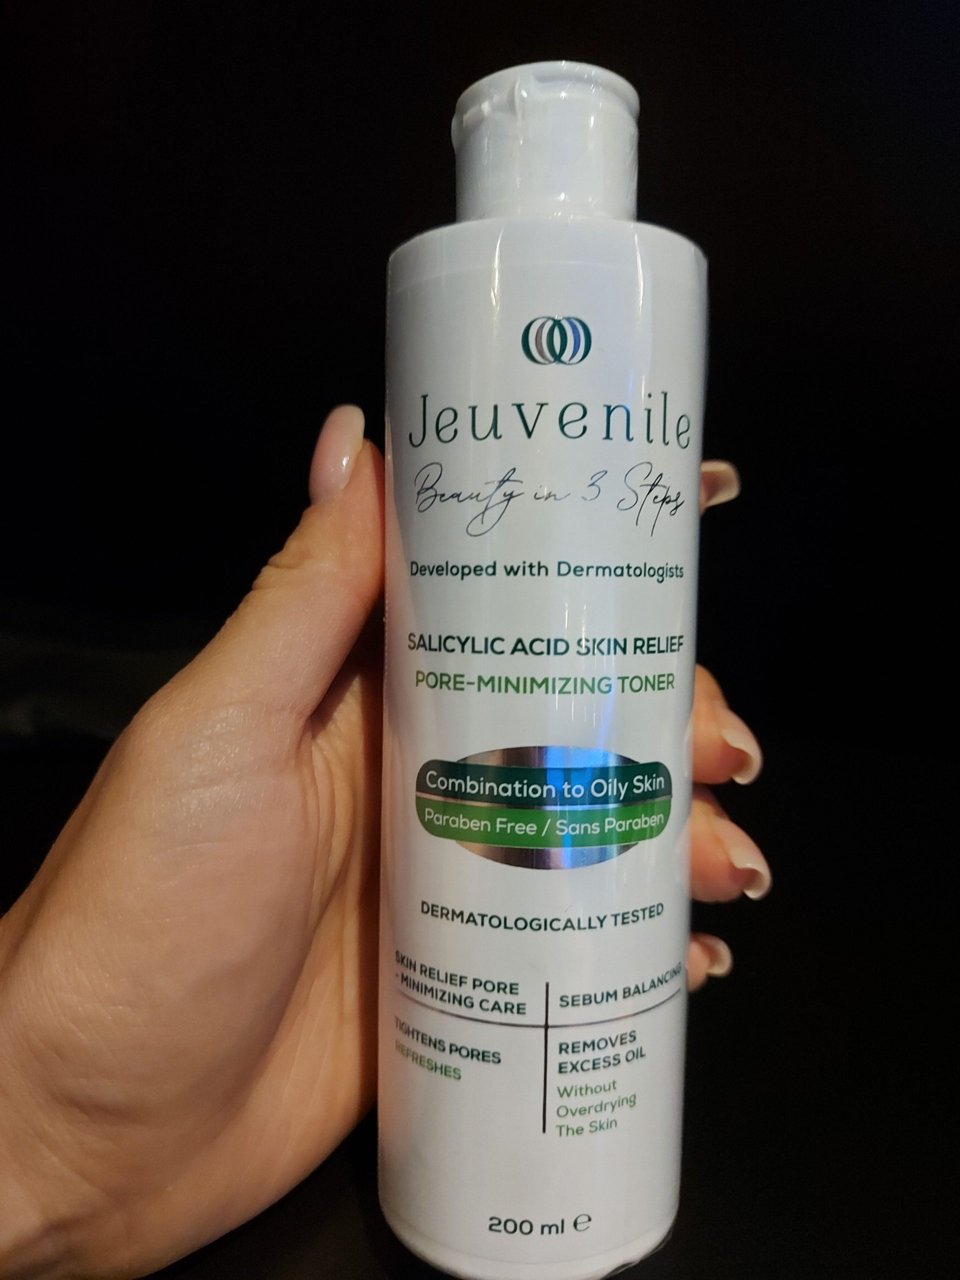 Jeuvenile
Beauty in 3 Steps
Developed with Dermatologists
SALICYLIC ACID SKIN RELIEF
PORE-MINIMIZING TONER
Combination to Oily Skin
Paraben Free / Sans Paraben
DERMATOLOGICALLY TESTED
SKIN RELIEF PORE
-MINIMIZING CARE
SEBUM BALANCING
TIGHTENS PORES
REFRESHES
REMOVES
EXCESS OIL
Without
Overdrying
The Skin
200 ml ℮